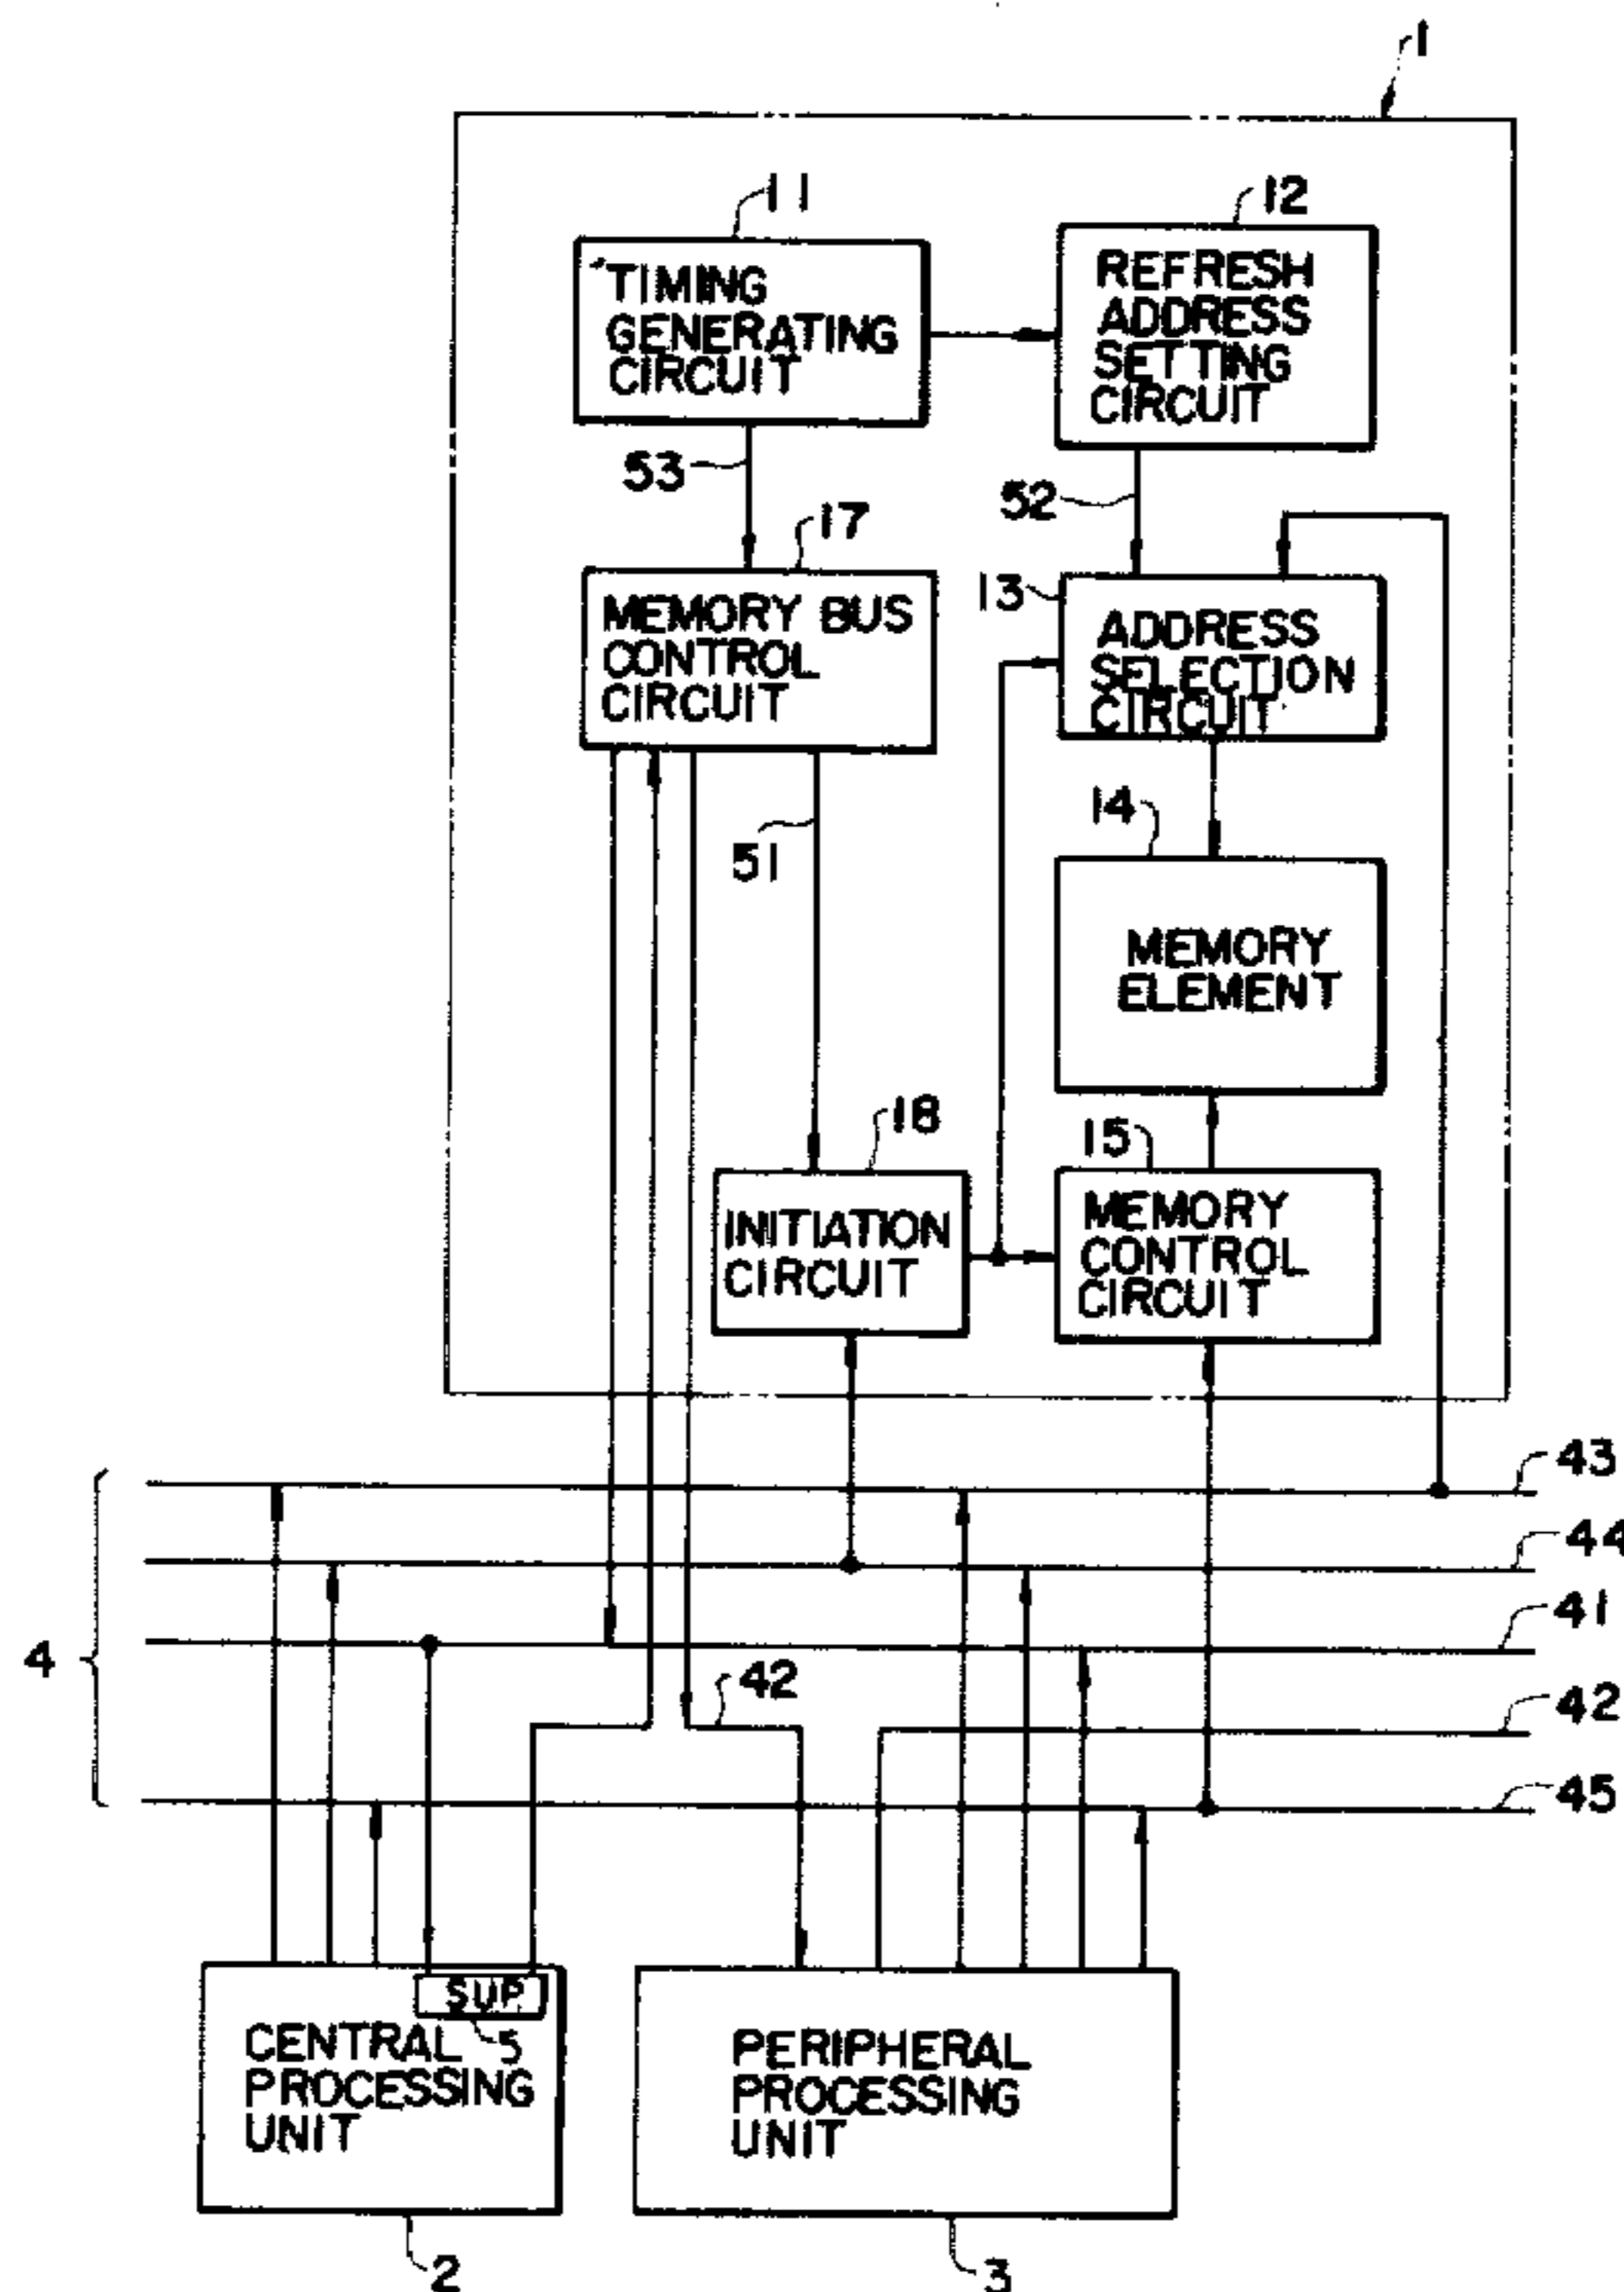 1
11
12
TIMING
GENERATING
CIRCUIT
REFRESH
ADDRESS
SETTING
CIRCUIT
53
52
17
13
MEMORY BUS
CONTROL
CIRCUIT
ADDRESS
SELECTION
CIRCUIT
14
51
MEMORY
ELEMENT
18
15
INITIATION
CIRCUIT
MEMORY
CONTROL
CIRCUIT
43
44
41
4
42
42
45
SUP
5
CENTRAL
PROCESSING
UNIT
PERIPHERAL
PROCESSING
UNIT
2
3